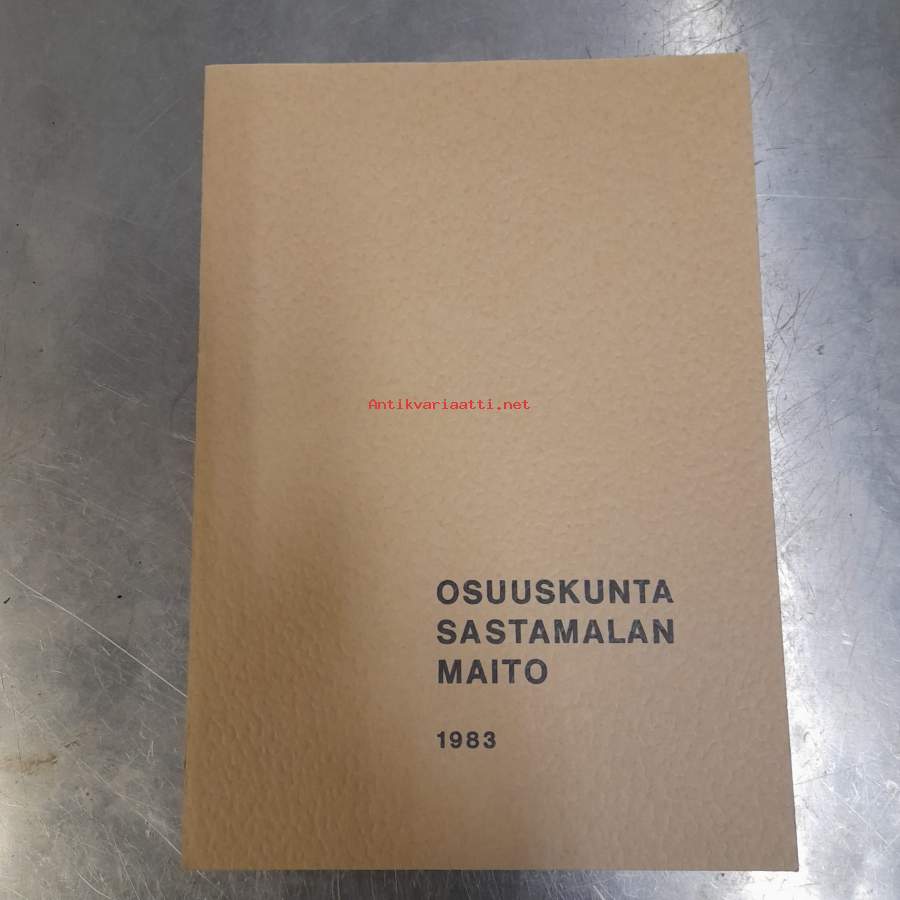 Antikvariaatti.net
OSUUSKUNTA
SASTAMALAN
MAITO
1983